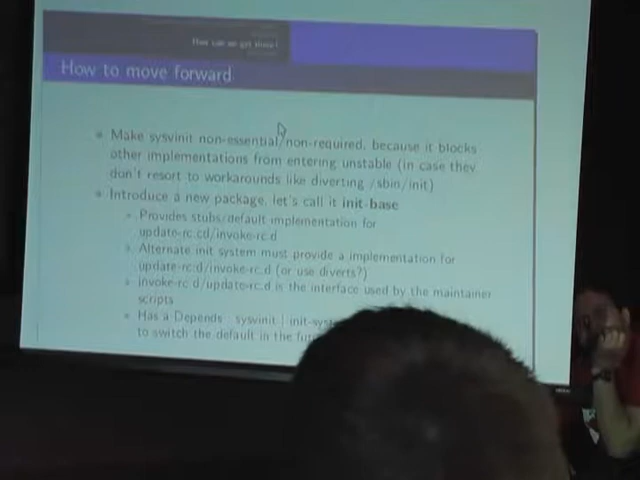 How can we get there?
How to move forward
Make sysvinit non-essential/non-required, because it blocks
other implementations from entering unstable (in case they
don't resort to workarounds like diverting /sbin/init)
Introduce a new package, let's call it init-base
Provides stubs/default implementation for
update-rc.cd/invoke-rc.d
Alternate init system must provide a implementation for
update-rc.d/invoke-rc.d (or use diverts?)
invoke-rc.d/update-rc.d is the interface used by the maintainer
scripts
Has a Depends: sysvinit | init-syst
to switch the default in the